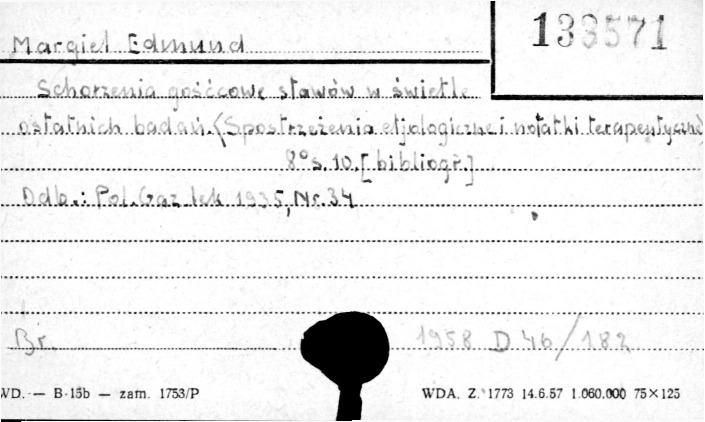 Margiel Edmund
133571
Schorzenia gośćcowe stawów w świetle
ostatnich badań. (Spostrzeżenia etjologiczne i notatki terapeutyczne)
8° s. 10. [bibliogr.]
Odb.: Pol. Gaz. lek 1935, Nr. 34
Br.
1958 D 46/182
WD. — B-15b — zam. 1753/P
WDA. Z. 1773 14.6.57 1.060.000 75×125